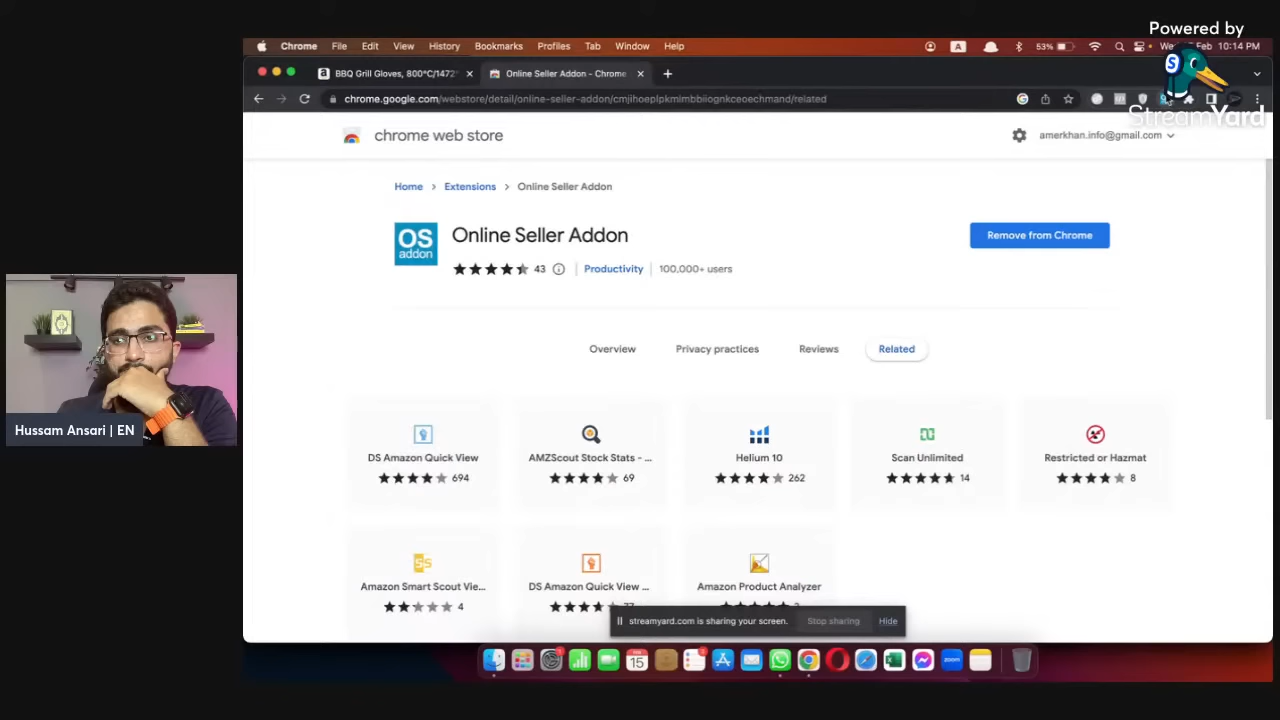 Powered by
StreamYard
Chrome File Edit View History Bookmarks Profiles Tab Window Help
A 53% Feb 10:14 PM
BBQ Grill Gloves, 800°C/1472°
Online Seller Addon - Chrome
chrome.google.com/webstore/detail/online-seller-addon/cmjihoeplpkmimbbiiognkceoechmand/related
chrome web store
amerkhan.info@gmail.com
Home Extensions Online Seller Addon
OS
addon
Online Seller Addon
Remove from Chrome
43 Productivity 100,000+ users
Overview Privacy practices Reviews Related
DS Amazon Quick View
694
AMZScout Stock Stats - ...
69
Helium 10
262
Scan Unlimited
14
Restricted or Hazmat
8
Amazon Smart Scout Vie...
4
DS Amazon Quick View ...
Amazon Product Analyzer
streamyard.com is sharing your screen. Stop sharing Hide
Hussam Ansari | EN
FEB
15
zoom